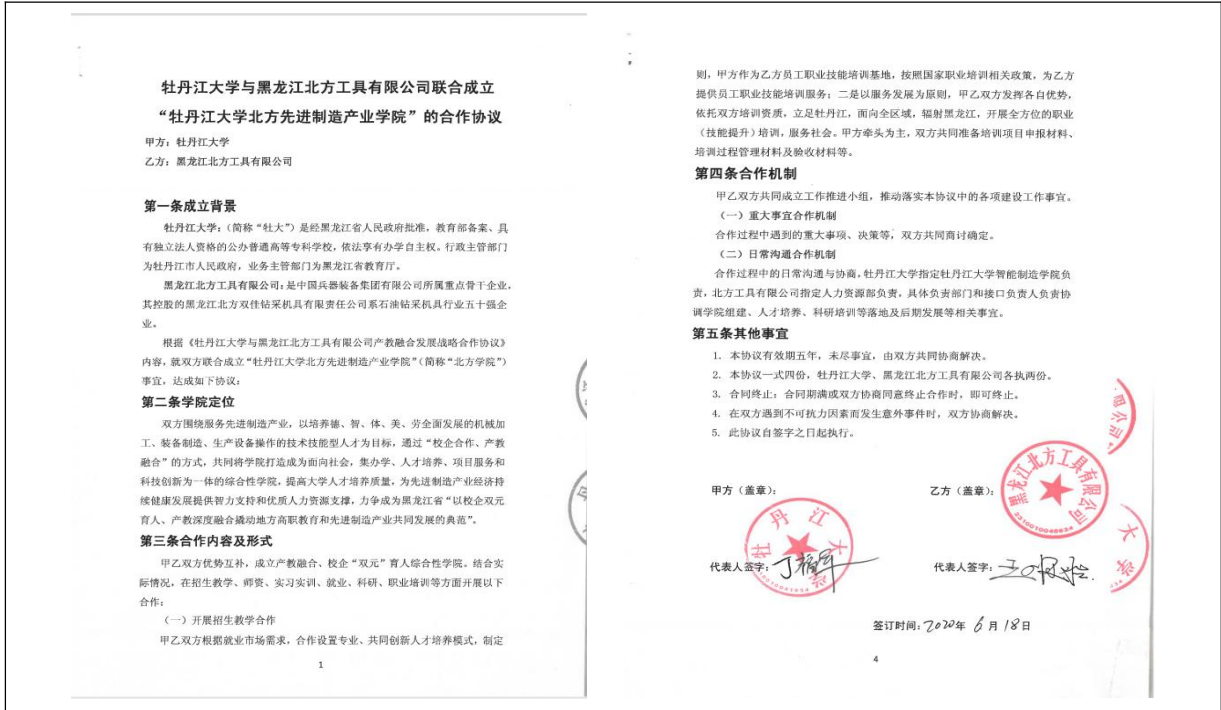 牡丹江大学与黑龙江北方工具有限公司联合成立
“牡丹江大学北方先进制造产业学院”的合作协议
甲方：牡丹江大学
乙方：黑龙江北方工具有限公司
第一条成立背景
牡丹江大学：（简称“牡大”）是经黑龙江省人民政府批准，教育部备案、具
有独立法人资格的公办普通高等专科学校，依法享有办学自主权。行政主管部门
为牡丹江市人民政府，业务主管部门为黑龙江省教育厅。
黑龙江北方工具有限公司：是中国兵器装备集团有限公司所属重点骨干企业，
其控股的黑龙江北方双佳钻采机具有限责任公司系石油钻采机具行业五十强企
业。
根据《牡丹江大学与黑龙江北方工具有限公司产教融合发展战略合作协议》
内容，就双方联合成立“牡丹江大学北方先进制造产业学院”（简称“北方学院”）
事宜，达成如下协议：
第二条学院定位
双方围绕服务先进制造产业，以培养德、智、体、美、劳全面发展的机械加
工、装备制造、生产设备操作的技术技能型人才为目标，通过“校企合作、产教
融合”的方式，共同将学院打造成为面向社会，集办学、人才培养、项目服务和
科技创新为一体的综合性学院，提高大学人才培养质量，为先进制造产业经济持
续健康发展提供智力支持和优质人力资源支撑，力争成为黑龙江省“以校企双元
育人、产教深度融合撬动地方高职教育和先进制造产业共同发展的典范”。
第三条合作内容及形式
甲乙双方优势互补，成立产教融合、校企“双元”育人综合性学院。结合实
际情况，在招生教学、师资、实习实训、就业、科研、职业培训等方面开展以下
合作：
（一）开展招生教学合作
甲乙双方根据就业市场需求，合作设置专业、共同创新人才培养模式，制定
1
则，甲方作为乙方员工职业技能培训基地，按照国家职业培训相关政策，为乙方
提供员工职业技能培训服务；二是以服务发展为原则，甲乙双方发挥各自优势，
依托双方培训资质，立足牡丹江，面向全区域，辐射黑龙江，开展全方位的职业
（技能提升）培训，服务社会。甲方牵头为主，双方共同准备培训项目申报材料、
培训过程管理材料及验收材料等。
第四条合作机制
甲乙双方共同成立工作推进小组，推动落实本协议中的各项建设工作事宜。
（一）重大事宜合作机制
合作过程中遇到的重大事项、决策等，双方共同商讨确定。
（二）日常沟通合作机制
合作过程中的日常沟通与协商，牡丹江大学指定牡丹江大学智能制造学院负
责，北方工具有限公司指定人力资源部负责，具体负责部门和接口负责人负责协
调学院组建、人才培养、科研培训等落地及后期发展等相关事宜。
第五条其他事宜
1. 本协议有效期五年，未尽事宜，由双方共同协商解决。
2. 本协议一式四份，牡丹江大学、黑龙江北方工具有限公司各执两份。
3. 合同终止：合同期满或双方协商同意终止合作时，即可终止。
4. 在双方遇到不可抗力因素而发生意外事件时，双方协商解决。
5. 此协议自签字之日起执行。
甲方（盖章）：
乙方（盖章）：
牡丹江大学
黑龙江北方工具有限公司
代表人签字：
代表人签字：
签订时间：2020年 6月18日
4